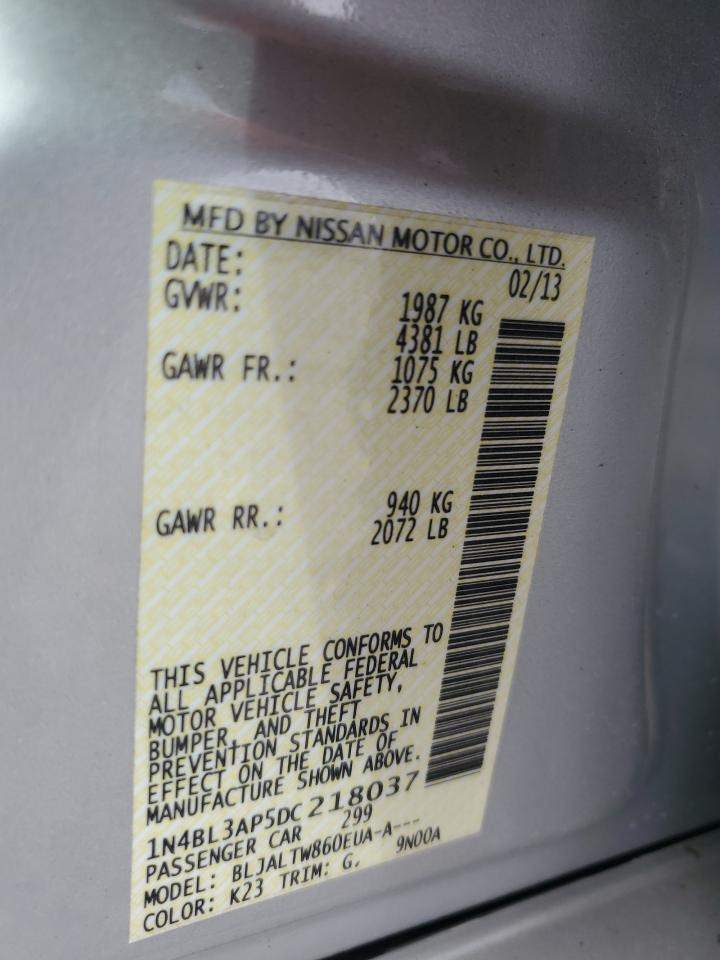 MFD BY NISSAN MOTOR CO., LTD.
DATE: 02/13
GVWR: 1987 KG
4381 LB
GAWR FR.: 1075 KG
2370 LB
GAWR RR.: 940 KG
2072 LB
THIS VEHICLE CONFORMS TO
ALL APPLICABLE FEDERAL
MOTOR VEHICLE SAFETY,
BUMPER, AND THEFT
PREVENTION STANDARDS IN
EFFECT ON THE DATE OF
MANUFACTURE SHOWN ABOVE.
1N4BL3AP5DC218037
PASSENGER CAR 299
MODEL: BLJALTW860EUA-A---
COLOR: K23 TRIM: G. 9N00A